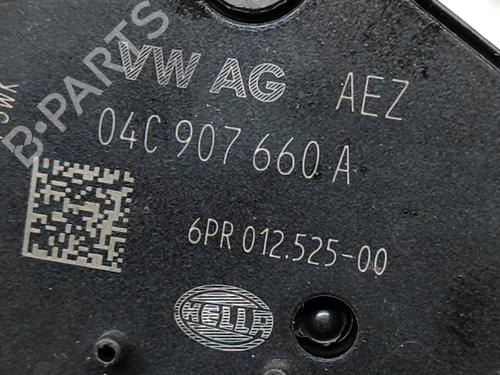 VW AG AEZ
04C 907 660 A
6PR 012.525-00
HELLA
B-PARTS